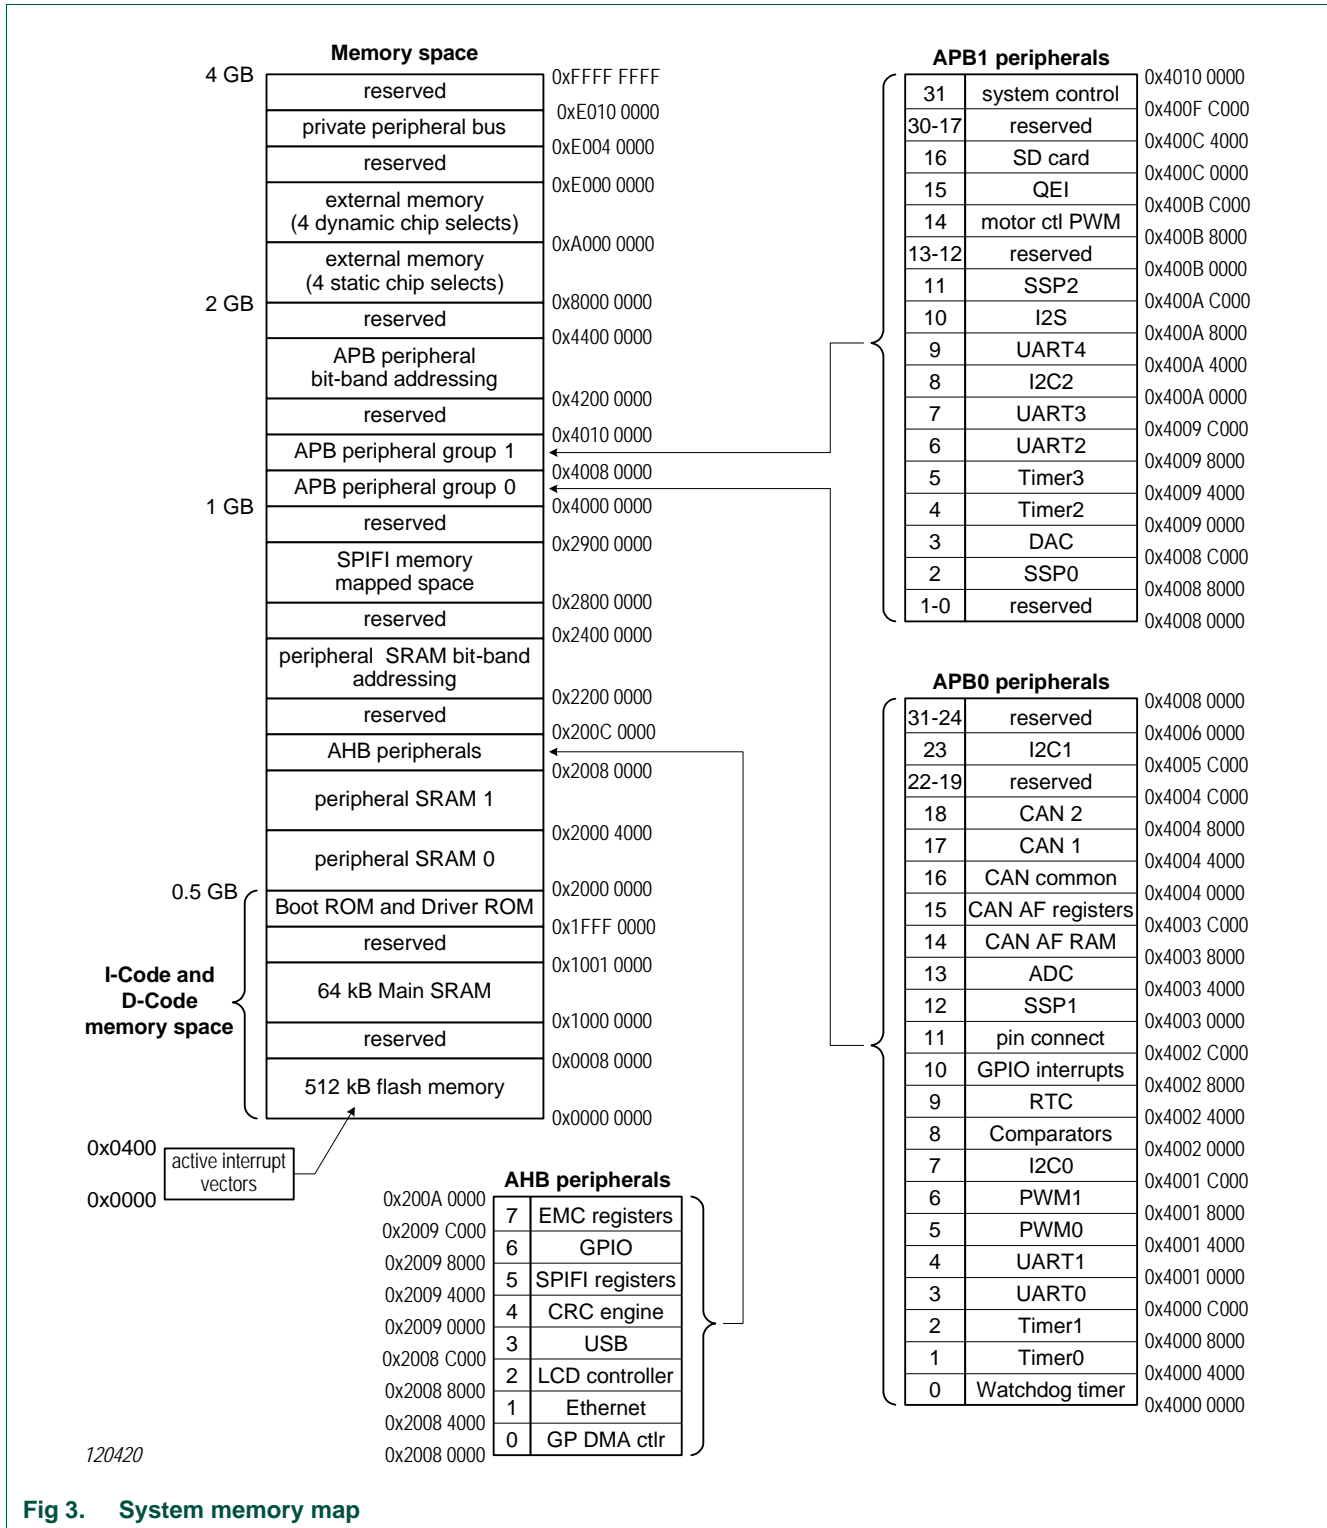 Memory space
4 GB
0xFFFF FFFF
reserved
0xE010 0000
private peripheral bus
0xE004 0000
reserved
0xE000 0000
external memory
(4 dynamic chip selects)
0xA000 0000
external memory
(4 static chip selects)
2 GB
0x8000 0000
reserved
0x4400 0000
APB peripheral
bit-band addressing
0x4200 0000
reserved
0x4010 0000
APB peripheral group 1
0x4008 0000
APB peripheral group 0
1 GB
0x4000 0000
reserved
0x2900 0000
SPIFI memory
mapped space
0x2800 0000
reserved
0x2400 0000
peripheral SRAM bit-band
addressing
0x2200 0000
reserved
0x200C 0000
AHB peripherals
0x2008 0000
peripheral SRAM 1
0x2000 4000
peripheral SRAM 0
0.5 GB
0x2000 0000
Boot ROM and Driver ROM
0x1FFF 0000
reserved
0x1001 0000
I-Code and
D-Code
memory space
64 kB Main SRAM
0x1000 0000
reserved
0x0008 0000
512 kB flash memory
0x0000 0000
0x0400
active interrupt
vectors
0x0000
APB1 peripherals
0x4010 0000
31 system control
0x400F C000
30-17 reserved
0x400C 4000
16 SD card
0x400C 0000
15 QEI
0x400B C000
14 motor ctl PWM
0x400B 8000
13-12 reserved
0x400B 0000
11 SSP2
0x400A C000
10 I2S
0x400A 8000
9 UART4
0x400A 4000
8 I2C2
0x400A 0000
7 UART3
0x4009 C000
6 UART2
0x4009 8000
5 Timer3
0x4009 4000
4 Timer2
0x4009 0000
3 DAC
0x4008 C000
2 SSP0
0x4008 8000
1-0 reserved
0x4008 0000
APB0 peripherals
0x4008 0000
31-24 reserved
0x4006 0000
23 I2C1
0x4005 C000
22-19 reserved
0x4004 C000
18 CAN 2
0x4004 8000
17 CAN 1
0x4004 4000
16 CAN common
0x4004 0000
15 CAN AF registers
0x4003 C000
14 CAN AF RAM
0x4003 8000
13 ADC
0x4003 4000
12 SSP1
0x4003 0000
11 pin connect
0x4002 C000
10 GPIO interrupts
0x4002 8000
9 RTC
0x4002 4000
8 Comparators
0x4002 0000
7 I2C0
0x4001 C000
6 PWM1
0x4001 8000
5 PWM0
0x4001 4000
4 UART1
0x4001 0000
3 UART0
0x4000 C000
2 Timer1
0x4000 8000
1 Timer0
0x4000 4000
0 Watchdog timer
0x4000 0000
AHB peripherals
0x200A 0000
7 EMC registers
0x2009 C000
6 GPIO
0x2009 8000
5 SPIFI registers
0x2009 4000
4 CRC engine
0x2009 0000
3 USB
0x2008 C000
2 LCD controller
0x2008 8000
1 Ethernet
0x2008 4000
0 GP DMA ctlr
0x2008 0000
120420
Fig 3. System memory map